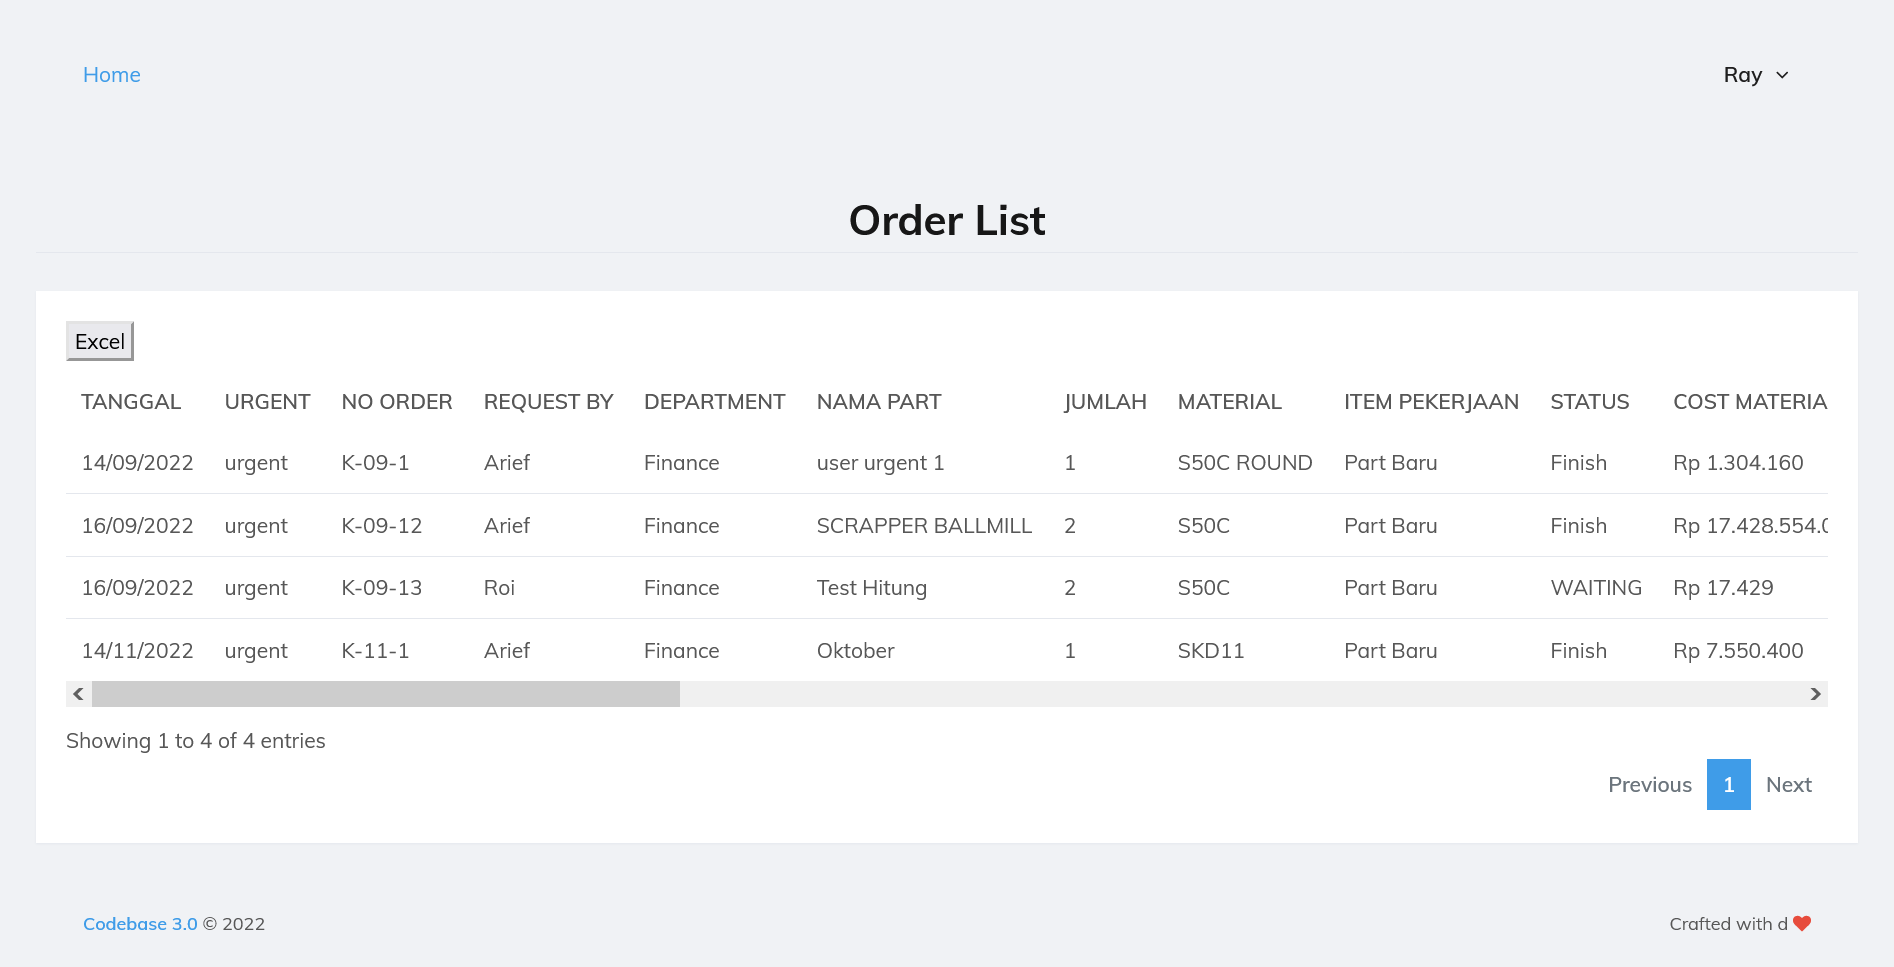 Home
Ray
Order List
Excel
TANGGAL URGENT NO ORDER REQUEST BY DEPARTMENT NAMA PART JUMLAH MATERIAL ITEM PEKERJAAN STATUS COST MATERIA
14/09/2022 urgent K-09-1 Arief Finance user urgent 1 1 S50C ROUND Part Baru Finish Rp 1.304.160
16/09/2022 urgent K-09-12 Arief Finance SCRAPPER BALLMILL 2 S50C Part Baru Finish Rp 17.428.554.0
16/09/2022 urgent K-09-13 Roi Finance Test Hitung 2 S50C Part Baru WAITING Rp 17.429
14/11/2022 urgent K-11-1 Arief Finance Oktober 1 SKD11 Part Baru Finish Rp 7.550.400
Showing 1 to 4 of 4 entries
Previous 1 Next
Codebase 3.0 © 2022
Crafted with d